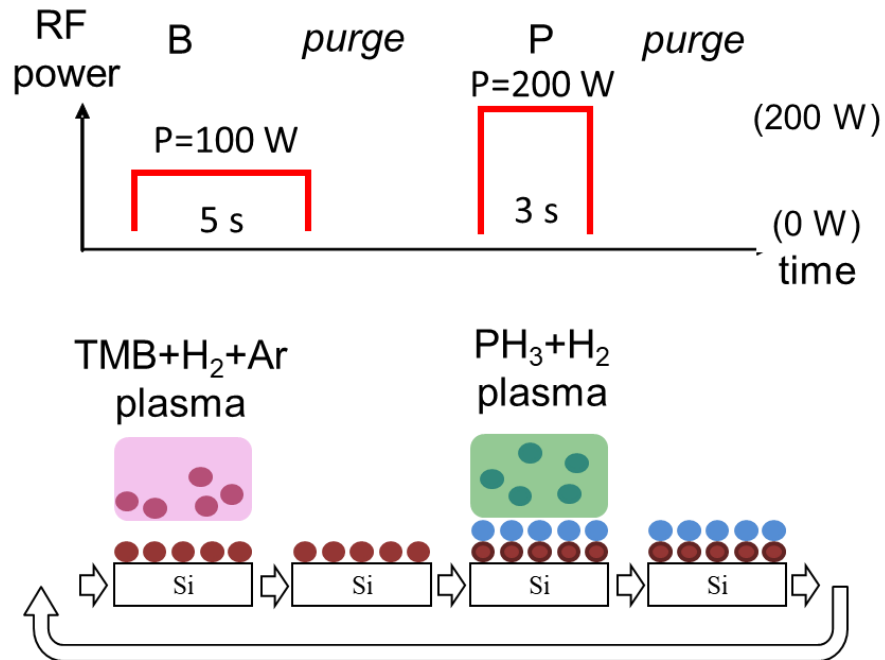 RF
power
B
purge
P
purge
P=100 W
P=200 W
(200 W)
5 s
3 s
(0 W)
time
TMB+H₂+Ar
plasma
PH₃+H₂
plasma
Si
Si
Si
Si